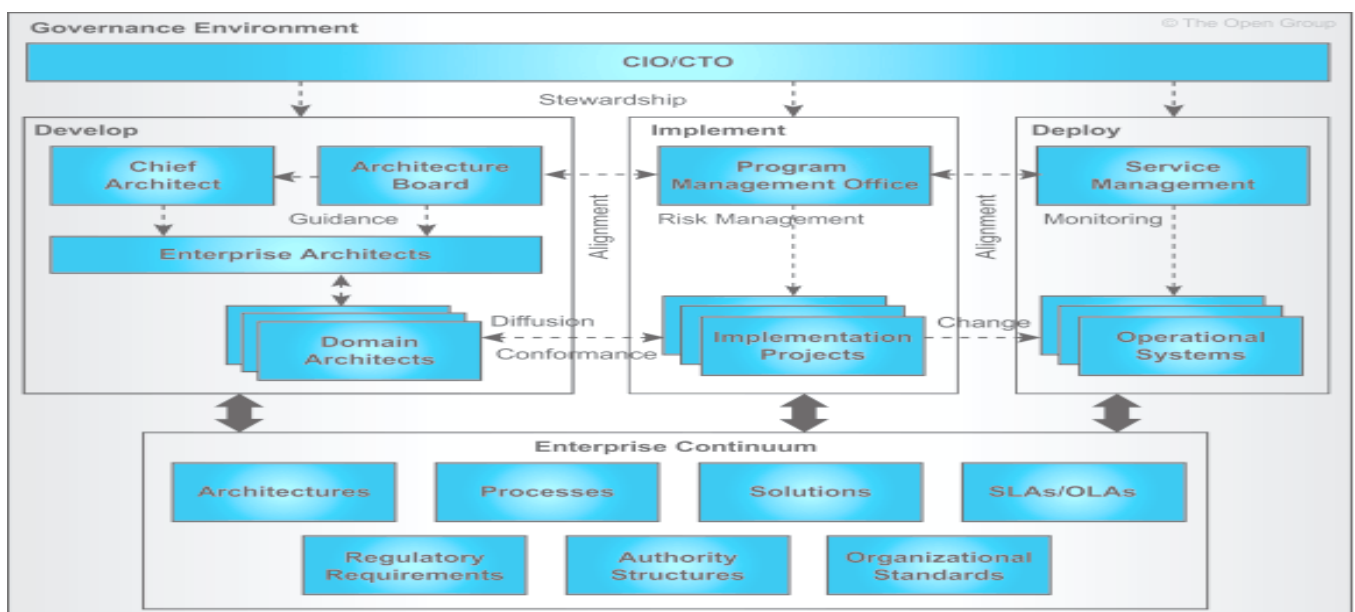 Governance Environment
© The Open Group
CIO/CTO
Stewardship
Develop
Chief
Architect
Architecture
Board
Guidance
Enterprise Architects
Domain
Architects
Alignment
Diffusion
Conformance
Implement
Program
Management Office
Risk Management
Implementation
Projects
Alignment
Change
Deploy
Service
Management
Monitoring
Operational
Systems
Enterprise Continuum
Architectures
Processes
Solutions
SLAs/OLAs
Regulatory
Requirements
Authority
Structures
Organizational
Standards